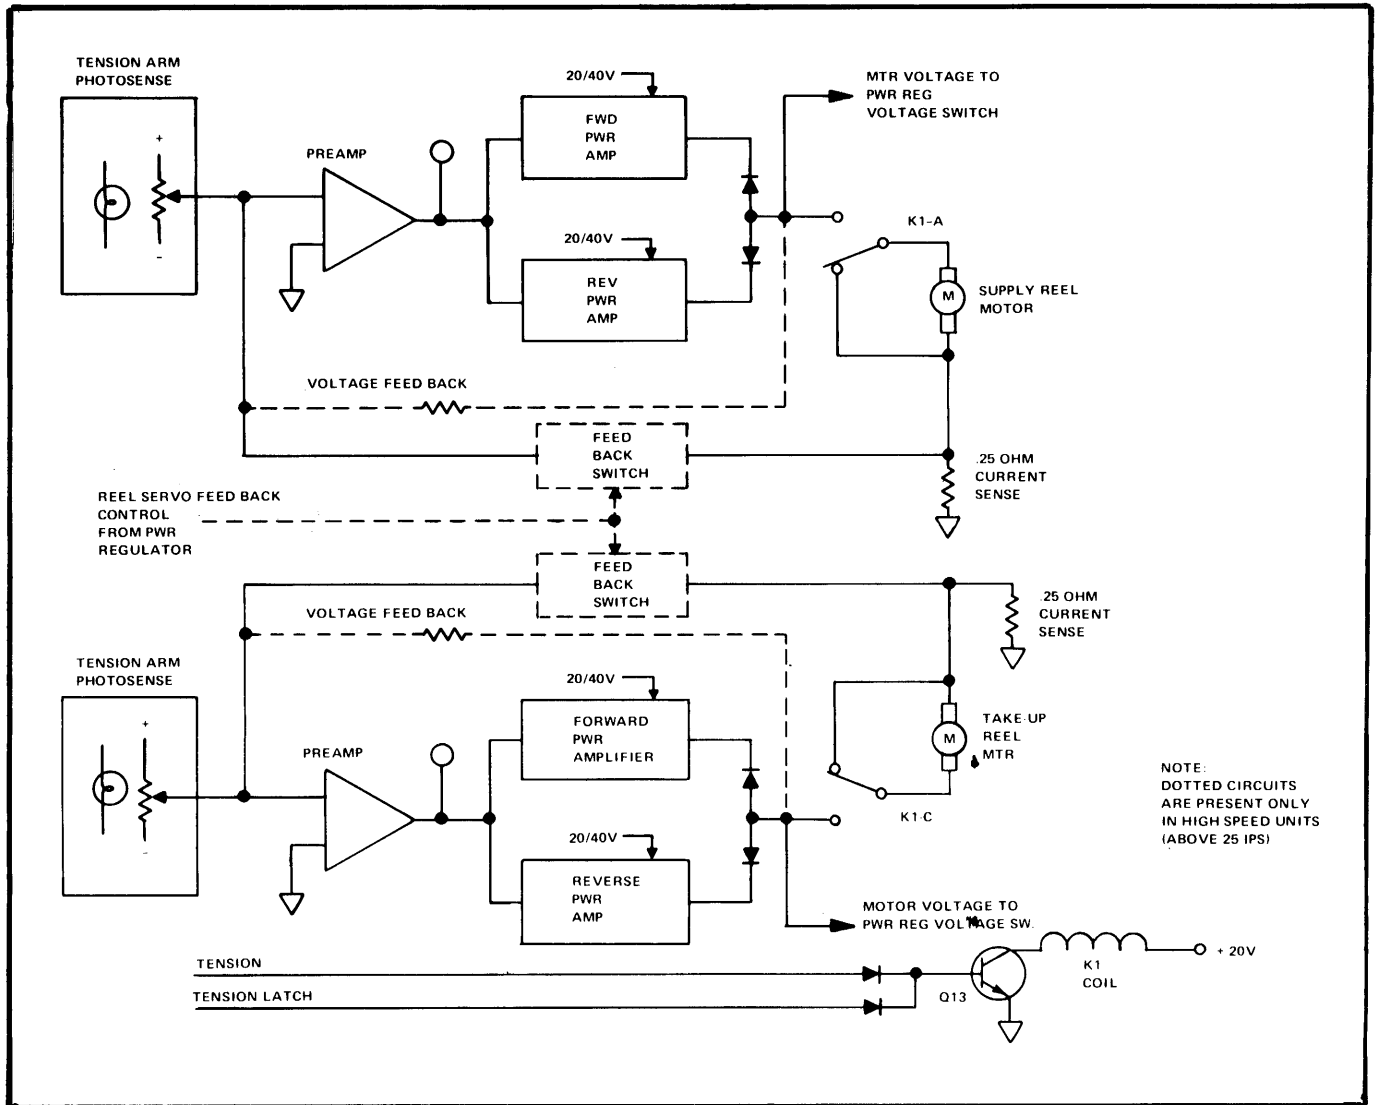 TENSION ARM
PHOTOSENSE
+
-
PREAMP
20/40V
FWD
PWR
AMP
20/40V
REV
PWR
AMP
MTR VOLTAGE TO
PWR REG
VOLTAGE SWITCH
K1-A
M
SUPPLY REEL
MOTOR
VOLTAGE FEED BACK
FEED
BACK
SWITCH
.25 OHM
CURRENT
SENSE
REEL SERVO FEED BACK
CONTROL
FROM PWR
REGULATOR
FEED
BACK
SWITCH
VOLTAGE FEED BACK
.25 OHM
CURRENT
SENSE
TENSION ARM
PHOTOSENSE
+
-
PREAMP
20/40V
FORWARD
PWR
AMPLIFIER
20/40V
REVERSE
PWR
AMP
M
TAKE-UP
REEL
MTR
K1-C
NOTE:
DOTTED CIRCUITS
ARE PRESENT ONLY
IN HIGH SPEED UNITS
(ABOVE 25 IPS)
MOTOR VOLTAGE TO
PWR REG VOLTAGE SW.
TENSION
TENSION LATCH
Q13
K1
COIL
+ 20V